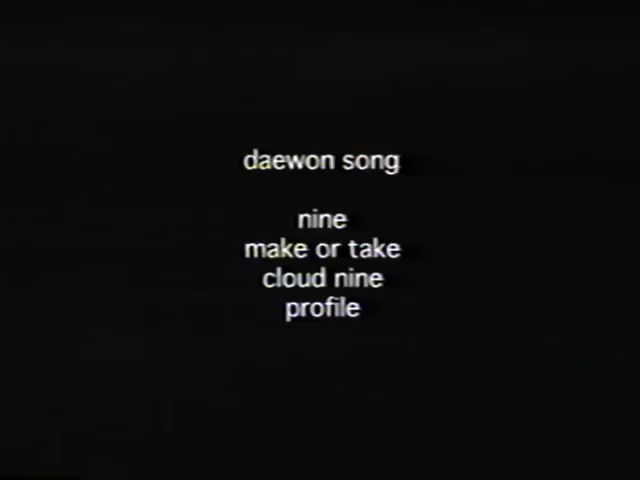 daewon song
nine
make or take
cloud nine
profile